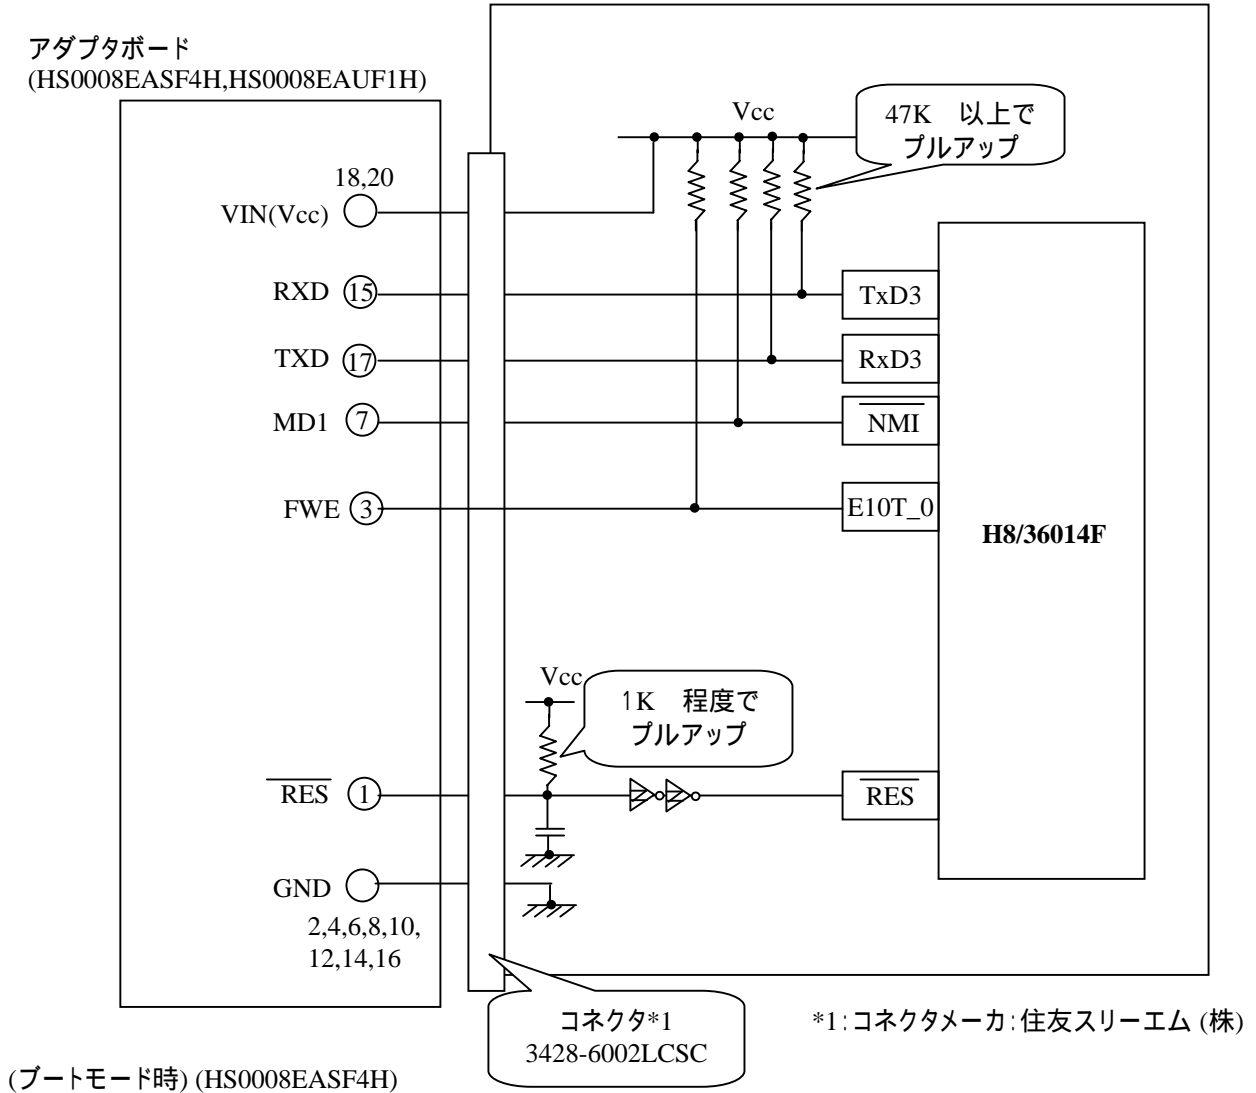 アダプタボード
(HS0008EASF4H,HS0008EAUF1H)
Vcc
47K 以上で
プルアップ
18,20
VIN(Vcc)
RXD 15
TxD3
TXD 17
RxD3
MD1 7
NMI
FWE 3
E10T_0
H8/36014F
Vcc
1K 程度で
プルアップ
RES 1
RES
GND
2,4,6,8,10,
12,14,16
コネクタ*1
3428-6002LCSC
*1:コネクタメーカ:住友スリーエム (株)
(ブートモード時) (HS0008EASF4H)